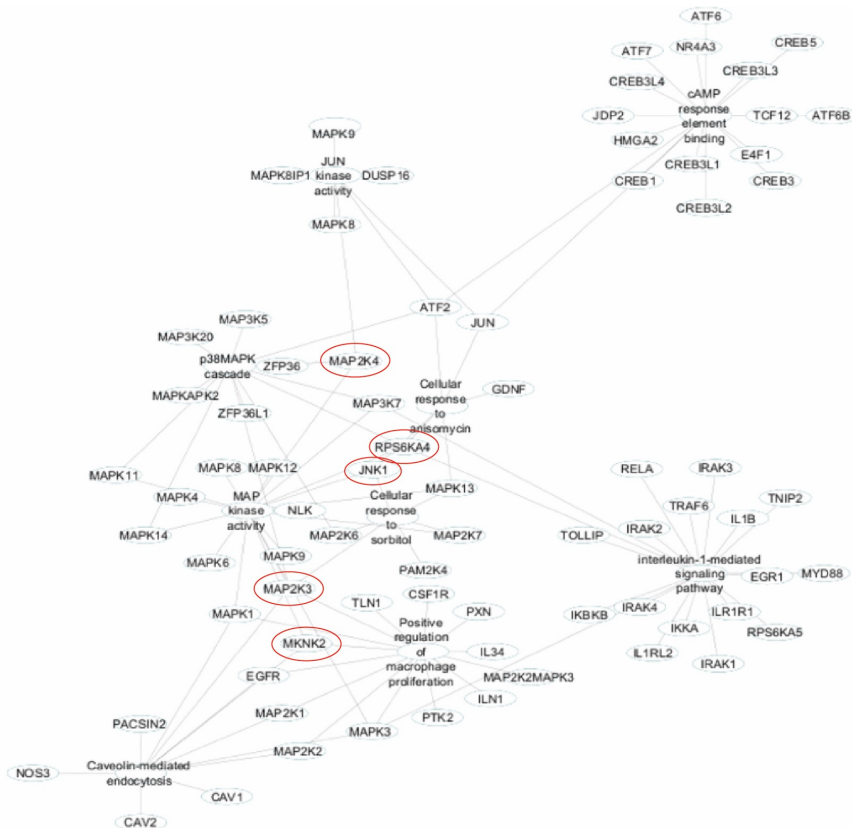 ATF6
ATF7
NR4A3
CREB5
CREB3L4
CREB3L3
cAMP
response
element
binding
JDP2
TCF12
ATF6B
HMGA2
E4F1
CREB3L1
CREB1
CREB3
CREB3L2
MAPK9
JUN
kinase
activity
MAPK8IP1
DUSP16
MAPK8
ATF2
JUN
MAP3K5
MAP3K20
p38MAPK
cascade
ZFP36
MAP2K4
MAPKAPK2
MAP3K7
Cellular
response
to
anisomycin
GDNF
ZFP36L1
RPS6KA4
MAPK11
MAPK8
MAPK12
JNK1
MAPK4
MAP
kinase
activity
NLK
Cellular
response
to
sorbitol
MAPK13
MAPK14
MAP2K6
MAP2K7
MAPK6
MAPK9
PAM2K4
RELA
IRAK3
TRAF6
TNIP2
IL1B
IRAK2
TOLLIP
interleukin-1-mediated
signaling
pathway
EGR1
MYD88
IKBKB
IRAK4
ILR1R1
IKKA
RPS6KA5
IL1RL2
IRAK1
MAP2K3
CSF1R
TLN1
PXN
MAPK1
Positive
regulation
of
macrophage
proliferation
MKNK2
IL34
EGFR
MAP2K2MAPK3
ILN1
MAP2K1
PTK2
PACSIN2
MAPK3
MAP2K2
Caveolin-mediated
endocytosis
NOS3
CAV1
CAV2